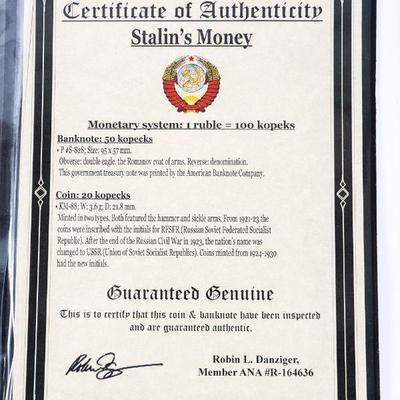 Certificate of Authenticity
Stalin's Money
Monetary system: 1 ruble = 100 kopeks
Banknote: 50 kopecks
• P #S-828; Size: 95 x 57 mm.
Obverse: double eagle, the Romanov coat of arms. Reverse: denomination.
This government treasury note was printed by the American Banknote Company.
Coin: 20 kopecks
• KM-88; W: 3.6 g; D: 21.8 mm.
Minted in two types. Both featured the hammer and sickle arms. From 1921-23 the
coins were inscribed with the initials for RFSFR (Russian Soviet Federated Socialist
Republic). After the end of the Russian Civil War in 1923, the nation's name was
changed to USSR (Union of Soviet Socialist Republics). Coins minted from 1924-1930
had the new initials.
Guaranteed Genuine
This is to certify that this coin & banknote have been inspected
and are guaranteed authentic.
Robin L. Danziger,
Member ANA #R-164636